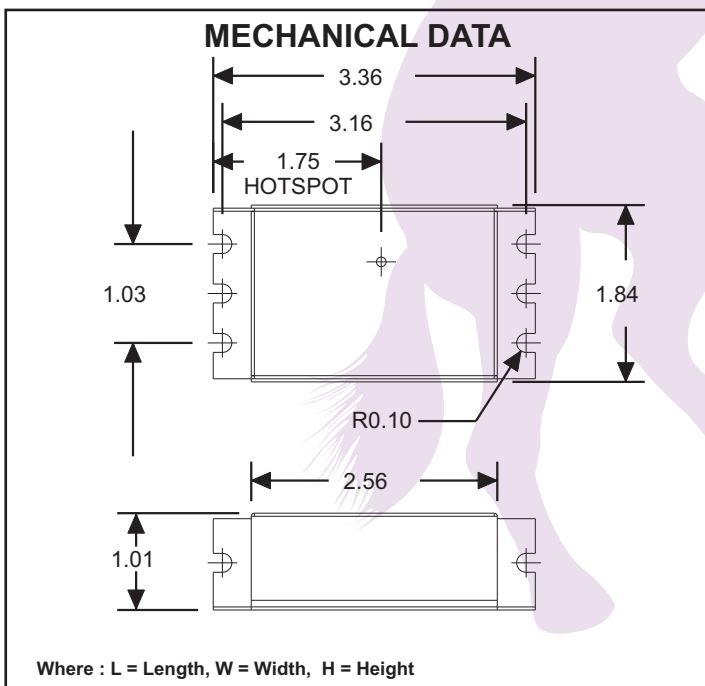 MECHANICAL DATA
3.36
3.16
1.75
HOTSPOT
1.03
1.84
R0.10
2.56
1.01
Where : L = Length, W = Width, H = Height